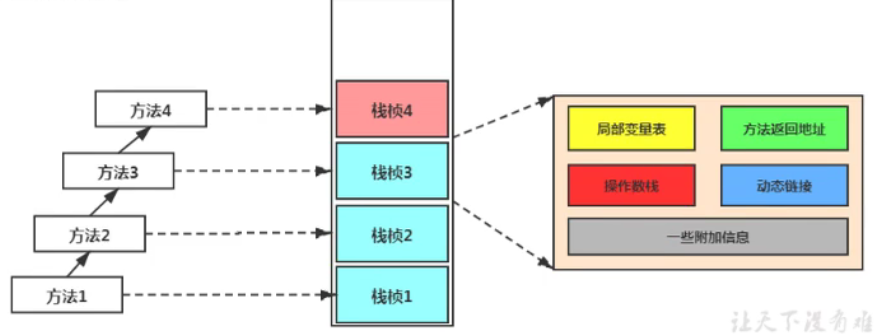 方法4
栈桢4
局部变量表
方法返回地址
方法3
栈桢3
操作数栈
动态链接
方法2
栈桢2
一些附加信息
方法1
栈桢1
让天下没有难